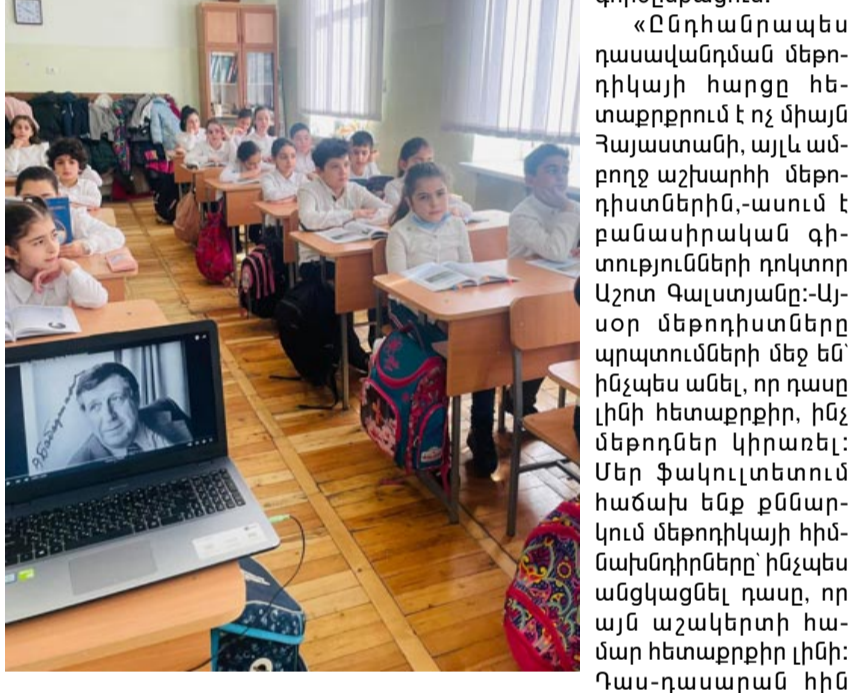 «Ընդհանրապես
դասավանդման մեթո-
դիկայի հարցը հե-
տաքրքրում է ոչ միայն
Հայաստանի, այլև ամ-
բողջ աշխարհի մեթո-
դիստներին,-ասում է
բանասիրական գի-
տությունների դոկտոր
Աշոտ Գալստյանը:-Այ-
սօր մեթոդիստները
պրպտումների մեջ են՝
ինչպես անել, որ դասը
լինի հետաքրքիր, ինչ
մեթոդներ կիրառել:
Մեր ֆակուլտետում
հաճախ ենք քննար-
կում մեթոդիկայի հիմ-
նախնդիրները՝ ինչպես
անցկացնել դասը, որ
այն աշակերտի հա-
մար հետաքրքիր լինի:
Դաս-դասարան հին